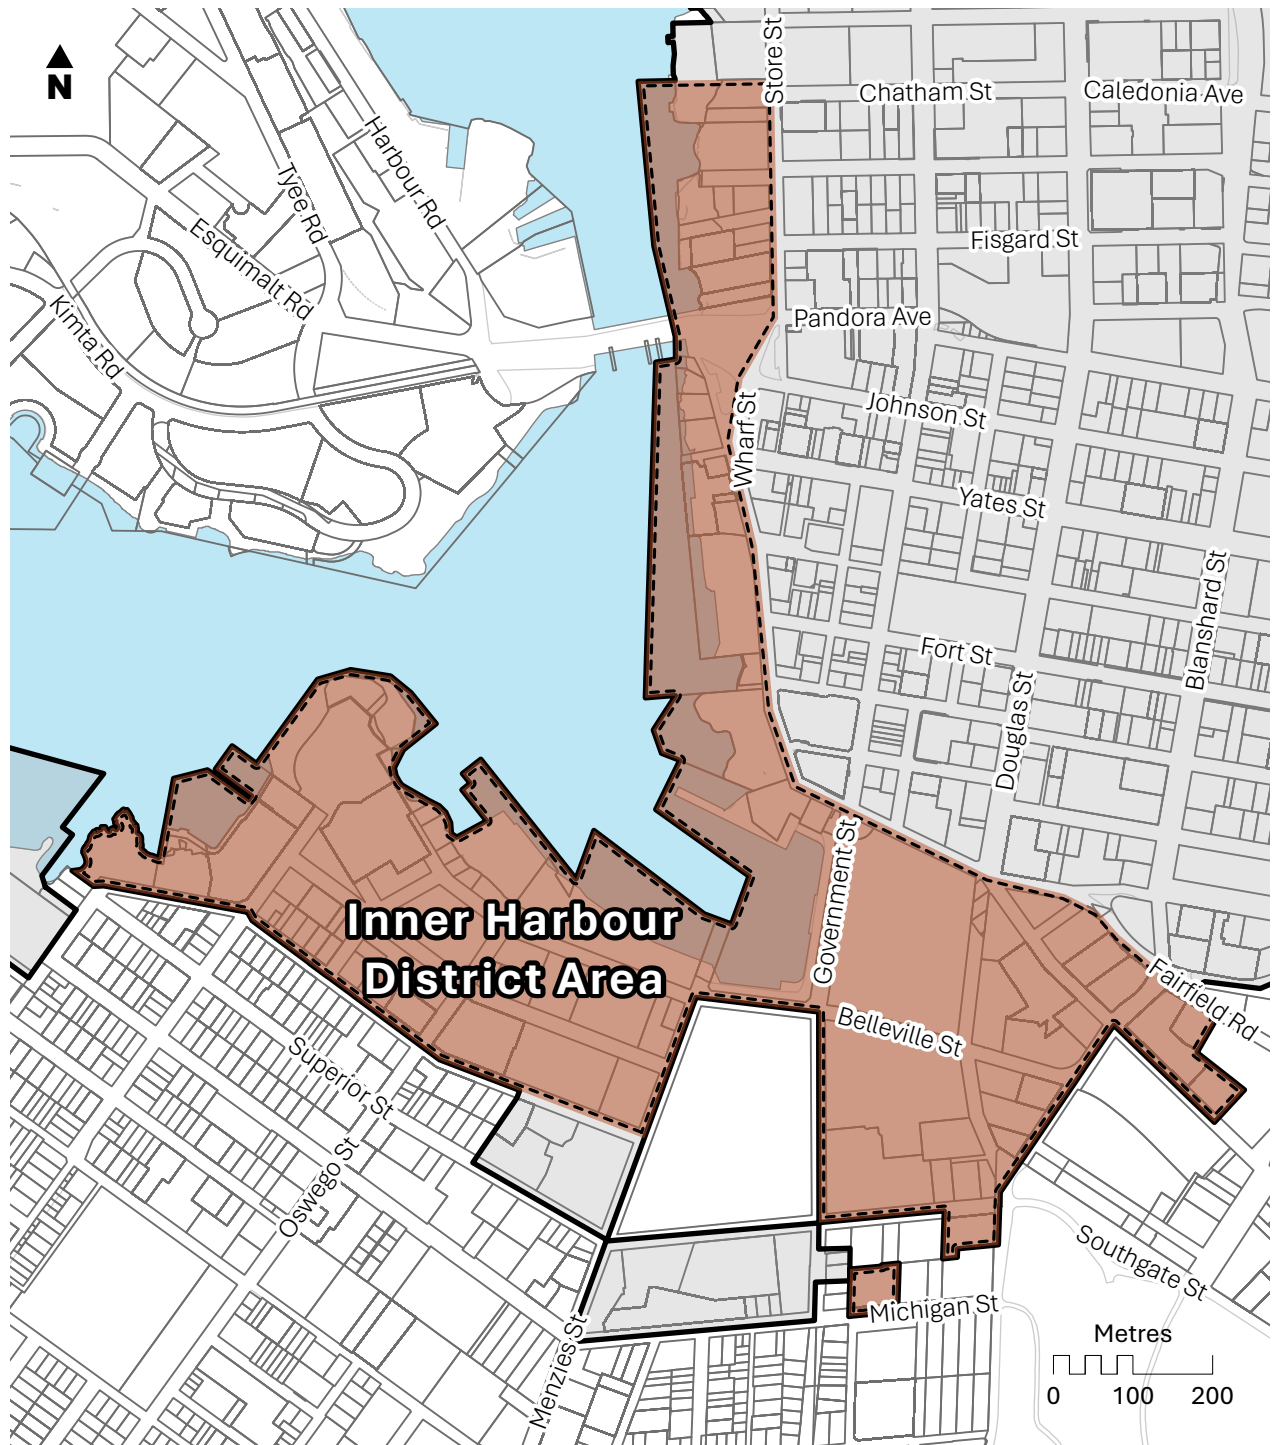 N
Store St
Chatham St
Caledonia Ave
Harbour Rd
Tyee Rd
Esquimalt Rd
Fisgard St
Kimta Rd
Pandora Ave
Johnson St
Wharf St
Yates St
Blanshard St
Fort St
Douglas St
Government St
Inner Harbour
District Area
Fairfield Rd
Belleville St
Superior St
Oswego St
Southgate St
Michigan St
Menzies St
Metres
0 100 200